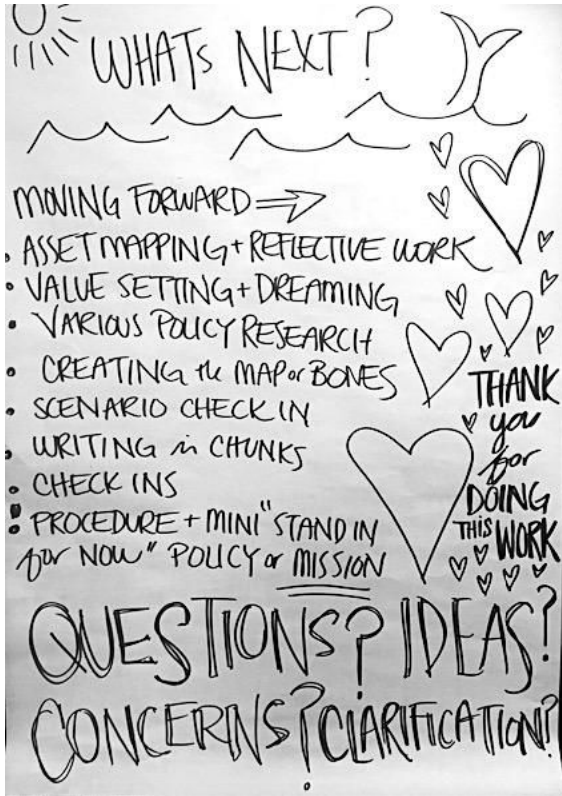 WHATS NEXT?
MOVING FORWARD ⇒
• ASSET MAPPING + REFLECTIVE WORK
• VALUE SETTING + DREAMING
• VARIOUS POLICY RESEARCH
• CREATING the MAP or BONES
• SCENARIO CHECK IN
• WRITING in CHUNKS
• CHECK INS
• PROCEDURE + MINI "STAND IN
for NOW" POLICY or MISSION
THANK
you
for
DOING
THIS WORK
QUESTIONS? IDEAS?
CONCERNS? CLARIFICATION?